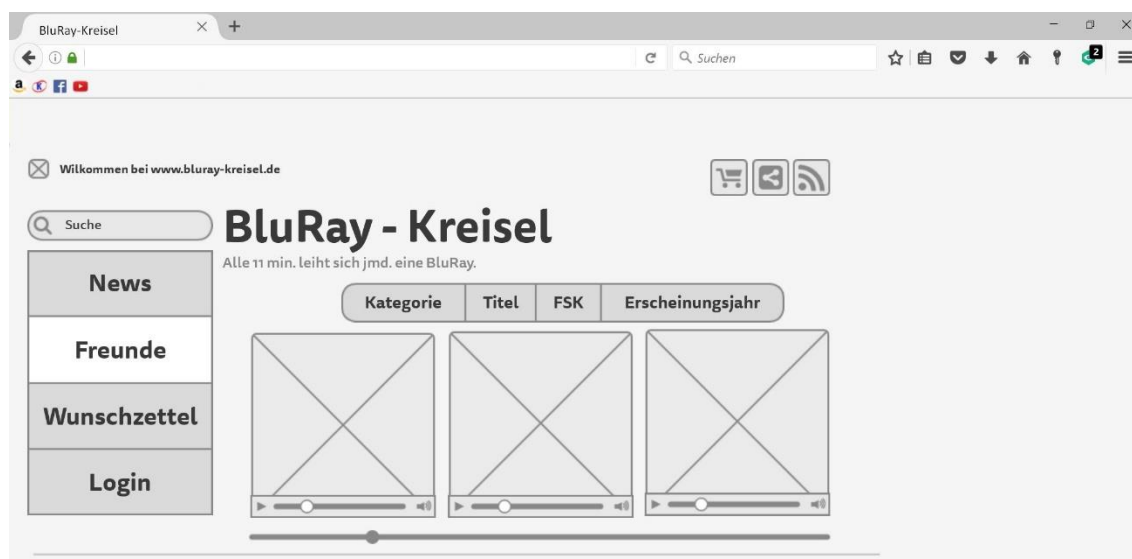 BluRay-Kreisel
Suchen
2
a
f
Wilkommen bei www.bluray-kreisel.de
Suche
BluRay - Kreisel
Alle 11 min. leiht sich jmd. eine BluRay.
News
Kategorie Titel FSK Erscheinungsjahr
Freunde
Wunschzettel
Login